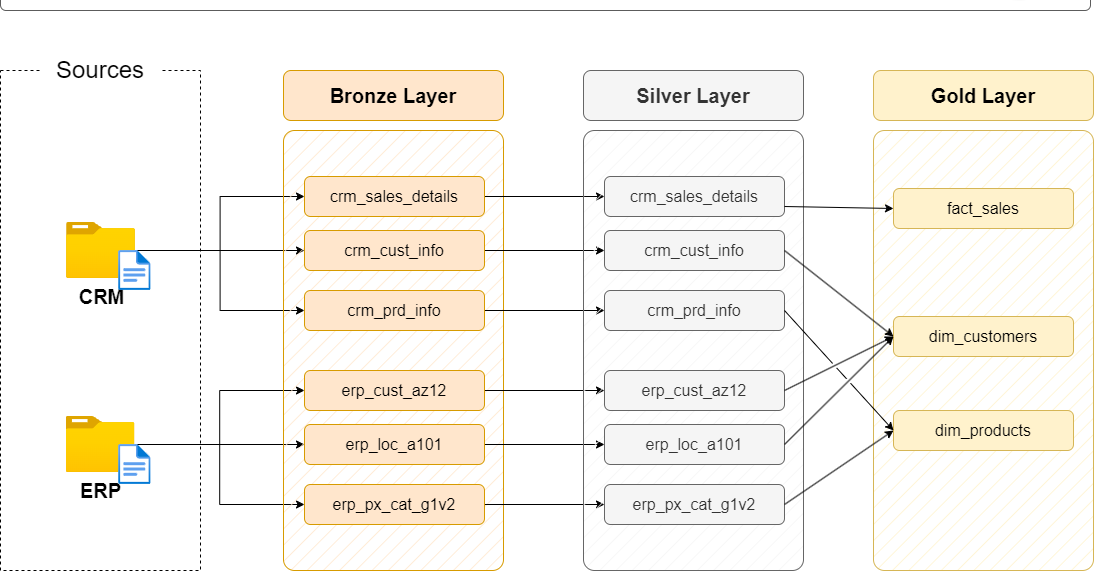 Sources
Bronze Layer
Silver Layer
Gold Layer
crm_sales_details
crm_sales_details
fact_sales
crm_cust_info
crm_cust_info
CRM
crm_prd_info
crm_prd_info
dim_customers
erp_cust_az12
erp_cust_az12
dim_products
erp_loc_a101
erp_loc_a101
ERP
erp_px_cat_g1v2
erp_px_cat_g1v2